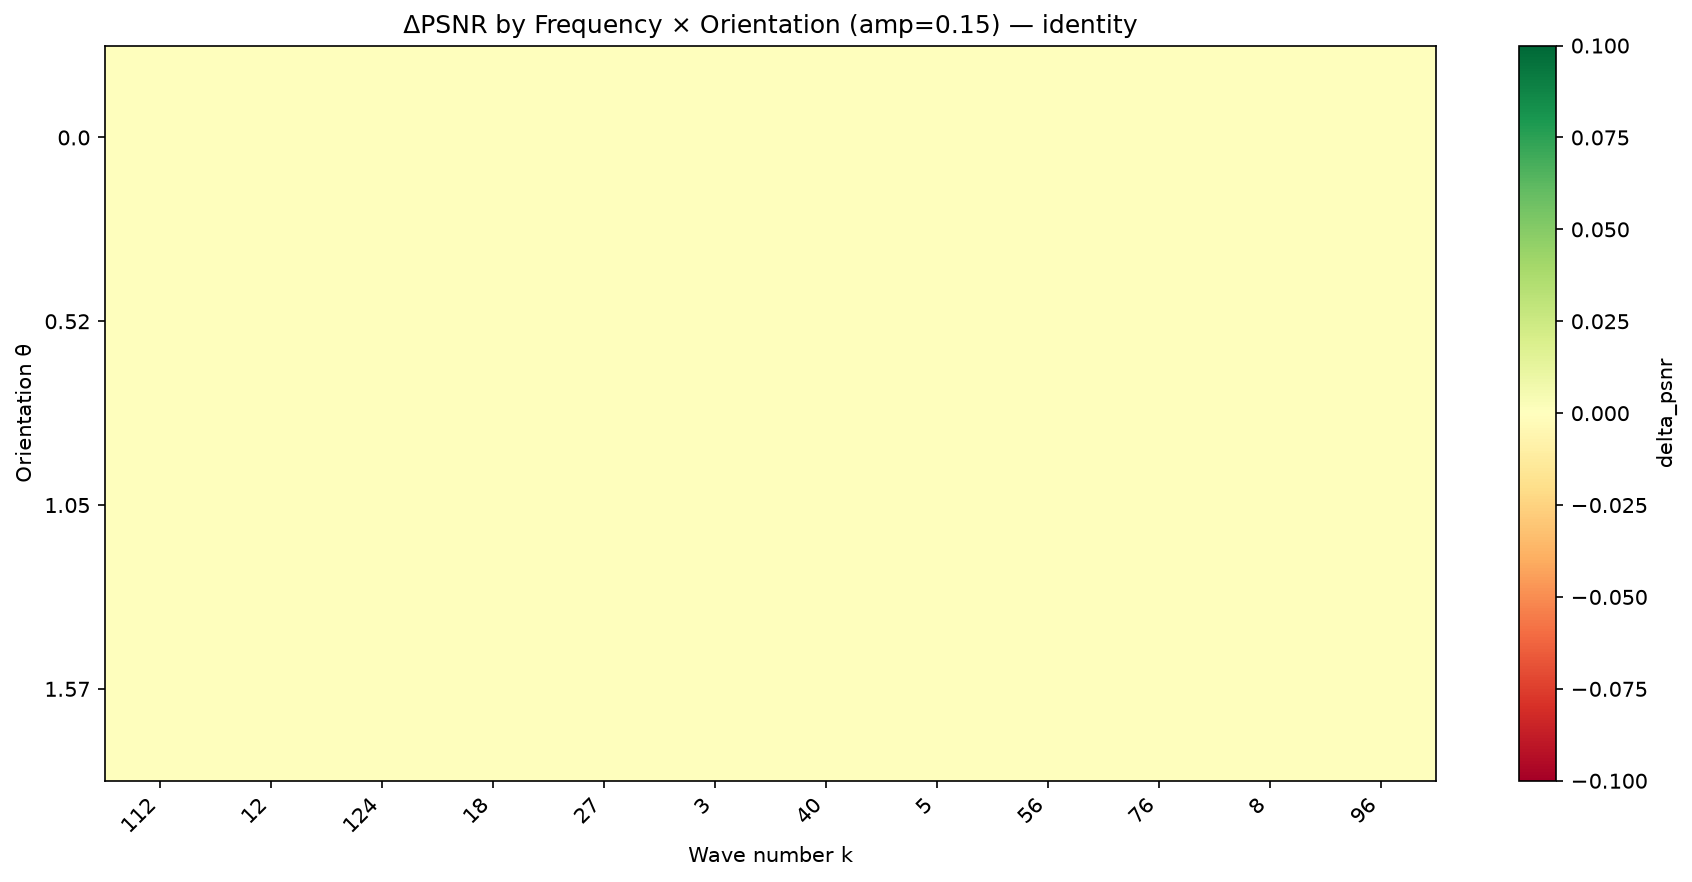 ΔPSNR by Frequency × Orientation (amp=0.15) — identity
Orientation θ
0.0
0.52
1.05
1.57
112 12 124 18 27 3 40 5 56 76 8 96
Wave number k
0.100
0.075
0.050
0.025
0.000
−0.025
−0.050
−0.075
−0.100
delta_psnr